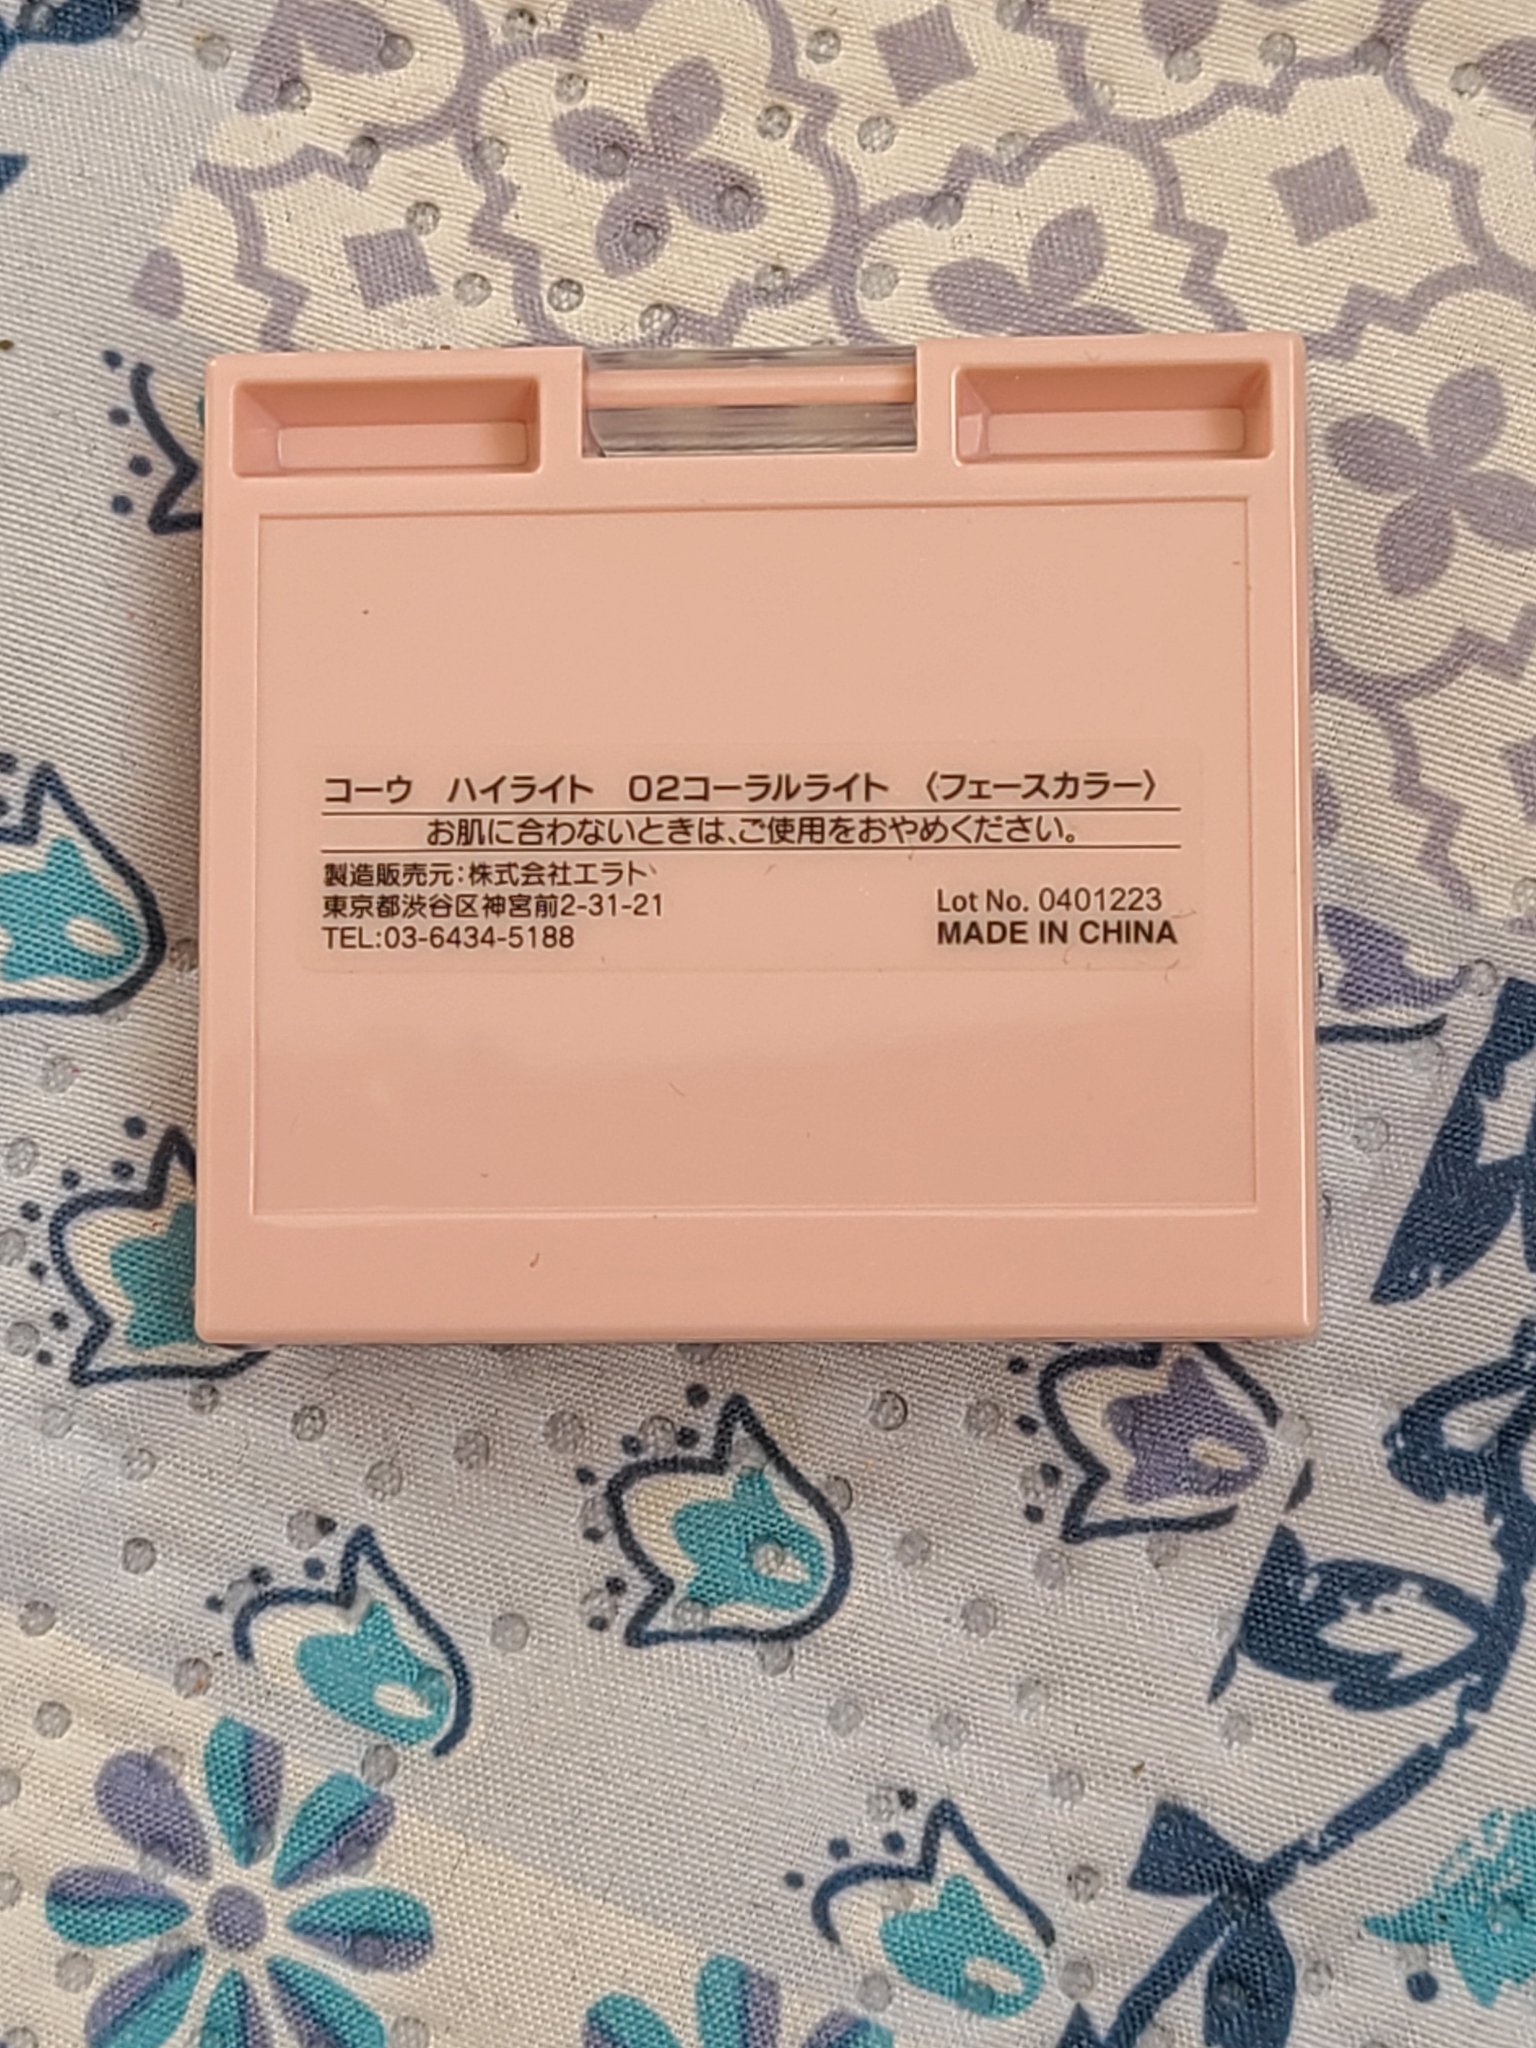 コーウ　ハイライト　02コーラルライト　〈フェースカラー〉
お肌に合わないときは、ご使用をおやめください。
製造販売元：株式会社エラト
東京都渋谷区神宮前2-31-21
TEL:03-6434-5188
Lot No. 0401223
MADE IN CHINA